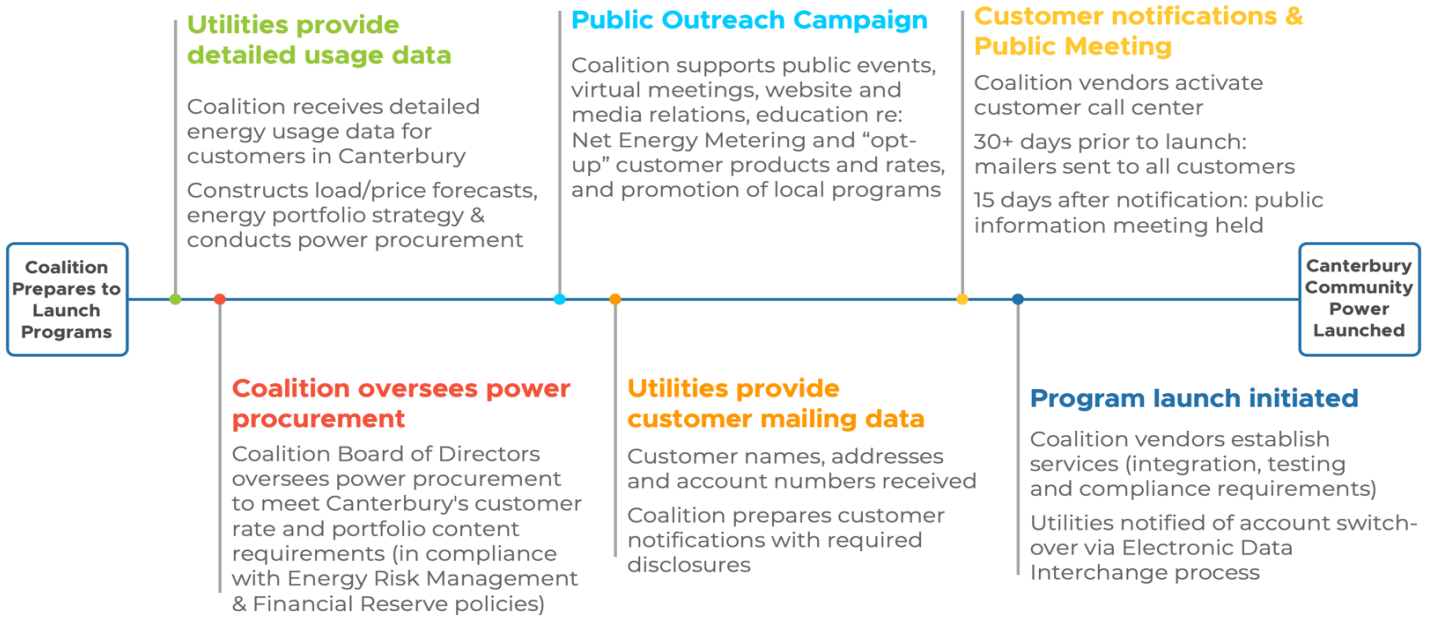 Utilities provide
detailed usage data
Coalition receives detailed
energy usage data for
customers in Canterbury
Constructs load/price forecasts,
energy portfolio strategy &
conducts power procurement
Public Outreach Campaign
Coalition supports public events,
virtual meetings, website and
media relations, education re:
Net Energy Metering and “opt-
up” customer products and rates,
and promotion of local programs
Customer notifications &
Public Meeting
Coalition vendors activate
customer call center
30+ days prior to launch:
mailers sent to all customers
15 days after notification: public
information meeting held
Coalition
Prepares to
Launch
Programs
Canterbury
Community
Power
Launched
Coalition oversees power
procurement
Coalition Board of Directors
oversees power procurement
to meet Canterbury's customer
rate and portfolio content
requirements (in compliance
with Energy Risk Management
& Financial Reserve policies)
Utilities provide
customer mailing data
Customer names, addresses
and account numbers received
Coalition prepares customer
notifications with required
disclosures
Program launch initiated
Coalition vendors establish
services (integration, testing
and compliance requirements)
Utilities notified of account switch-
over via Electronic Data
Interchange process